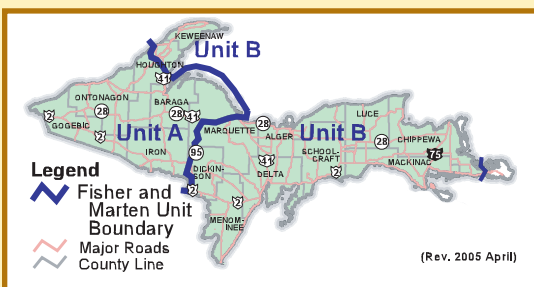 KEWEENAW
Unit B
HOUGHTON
41
ONTONAGON
BARAGA
LUCE
2
28
28
41
28
GOGEBIC
Unit A
MARQUETTE
ALGER
Unit B
28
CHIPPEWA
2
IRON
95
41
SCHOOL-
CRAFT
MACKINAC
75
DICKIN-
SON
DELTA
2
2
2
MENOM-
INEE
Legend
Fisher and
Marten Unit
Boundary
Major Roads
County Line
(Rev. 2005 April)